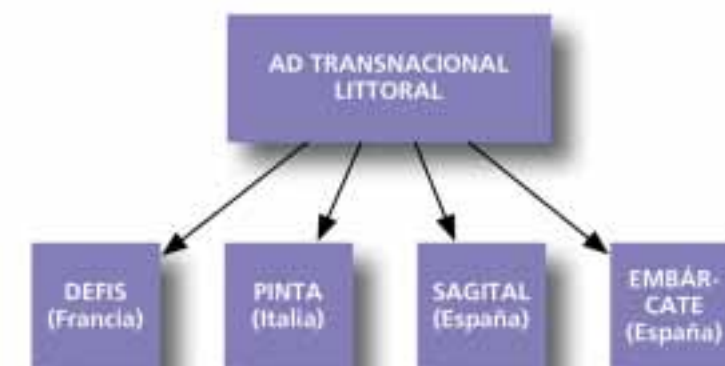 AD TRANSNACIONAL
LITTORAL
DEFIS
(Francia)
PINTA
(Italia)
SAGITAL
(España)
EMBÁR-
CATE
(España)